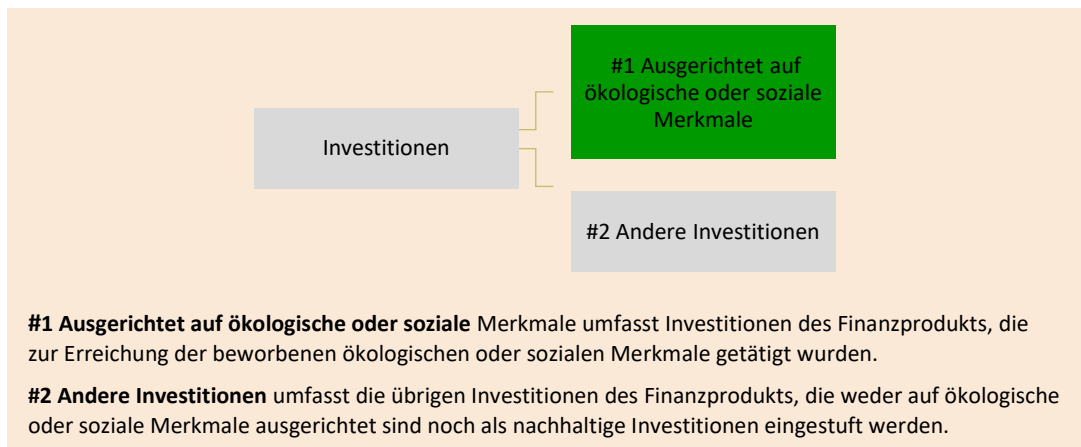 #1 Ausgerichtet auf
ökologische oder soziale
Merkmale
Investitionen
#2 Andere Investitionen
#1 Ausgerichtet auf ökologische oder soziale Merkmale umfasst Investitionen des Finanzprodukts, die
zur Erreichung der beworbenen ökologischen oder sozialen Merkmale getätigt wurden.
#2 Andere Investitionen umfasst die übrigen Investitionen des Finanzprodukts, die weder auf ökologische
oder soziale Merkmale ausgerichtet sind noch als nachhaltige Investitionen eingestuft werden.